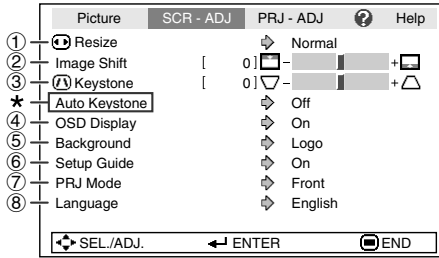 Picture SCR - ADJ PRJ - ADJ ? Help
① Resize Normal
② Image Shift [ 0 ] - +
③ Keystone [ 0 ] - +
* Auto Keystone Off
④ OSD Display On
⑤ Background Logo
⑥ Setup Guide On
⑦ PRJ Mode Front
⑧ Language English
SEL./ADJ. ENTER END